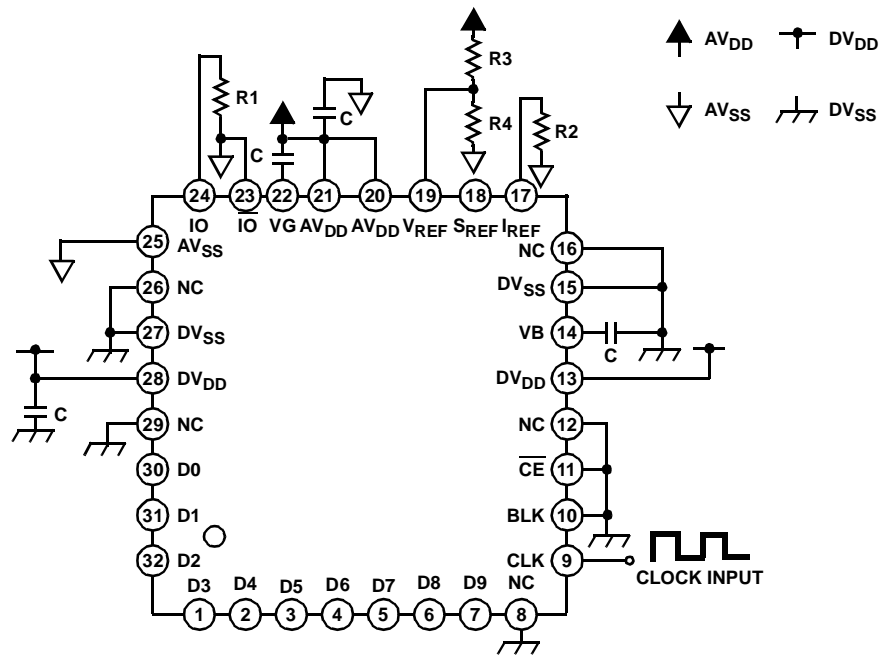 AVDD
DVDD
AVSS
DVSS
R1
R3
R4
R2
C
C
24 23 22 21 20 19 18 17
IO IO VG AVDD AVDD VREF SREF IREF
25 AVSS
26 NC
27 DVSS
28 DVDD
C
29 NC
30 D0
31 D1
32 D2
NC 16
DVSS 15
VB 14
C
DVDD 13
NC 12
CE 11
BLK 10
CLK 9
CLOCK INPUT
D3 D4 D5 D6 D7 D8 D9 NC
1 2 3 4 5 6 7 8